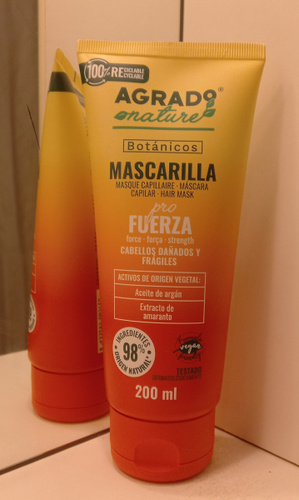 100% RECICLABLE
RECYCLABLE
AGRADO®
nature
Botánicos
MASCARILLA
MASQUE CAPILLAIRE - MÁSCARA
CAPILAR - HAIR MASK
pro
FUERZA
force - força - strength
CABELLOS DAÑADOS Y
FRÁGILES
ACTIVOS DE ORIGEN VEGETAL:
Aceite de argán
Extracto de
amaranto
INGREDIENTES
98%
ORIGEN NATURAL*
vegan
TESTADO
DERMATOLÓGICAMENTE
200 ml